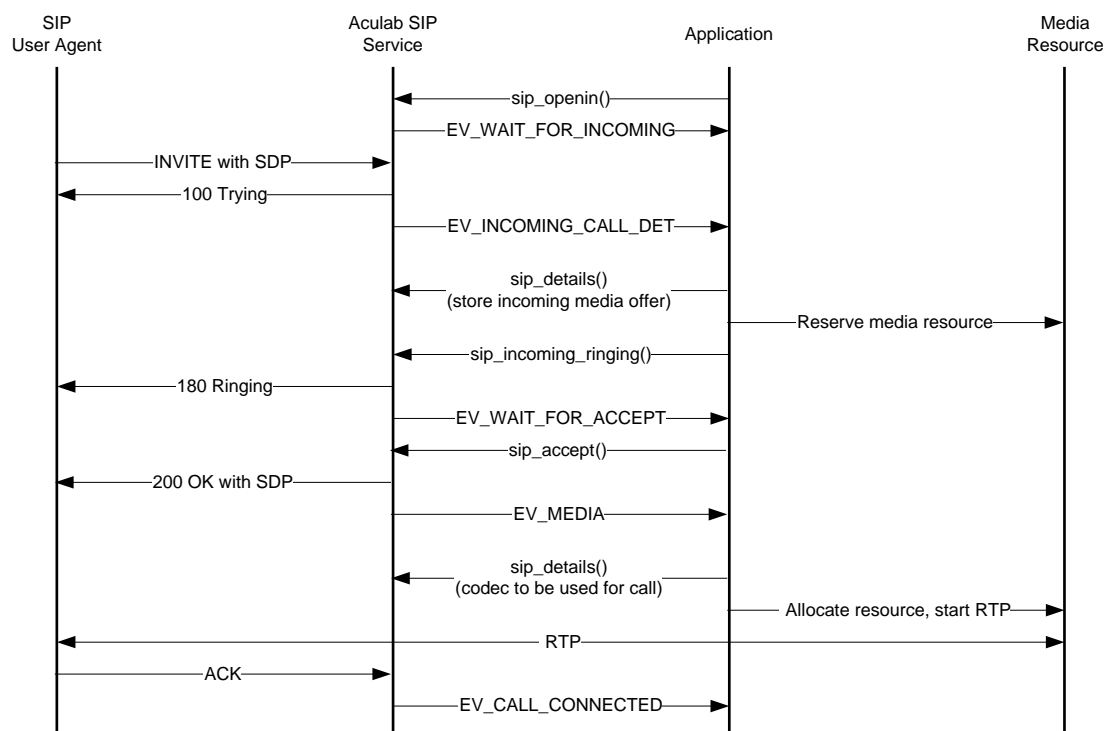 SIP
User Agent
Aculab SIP
Service
Application
Media
Resource
sip_openin()
EV_WAIT_FOR_INCOMING
INVITE with SDP
100 Trying
EV_INCOMING_CALL_DET
sip_details()
(store incoming media offer)
Reserve media resource
sip_incoming_ringing()
180 Ringing
EV_WAIT_FOR_ACCEPT
sip_accept()
200 OK with SDP
EV_MEDIA
sip_details()
(codec to be used for call)
Allocate resource, start RTP
RTP
ACK
EV_CALL_CONNECTED